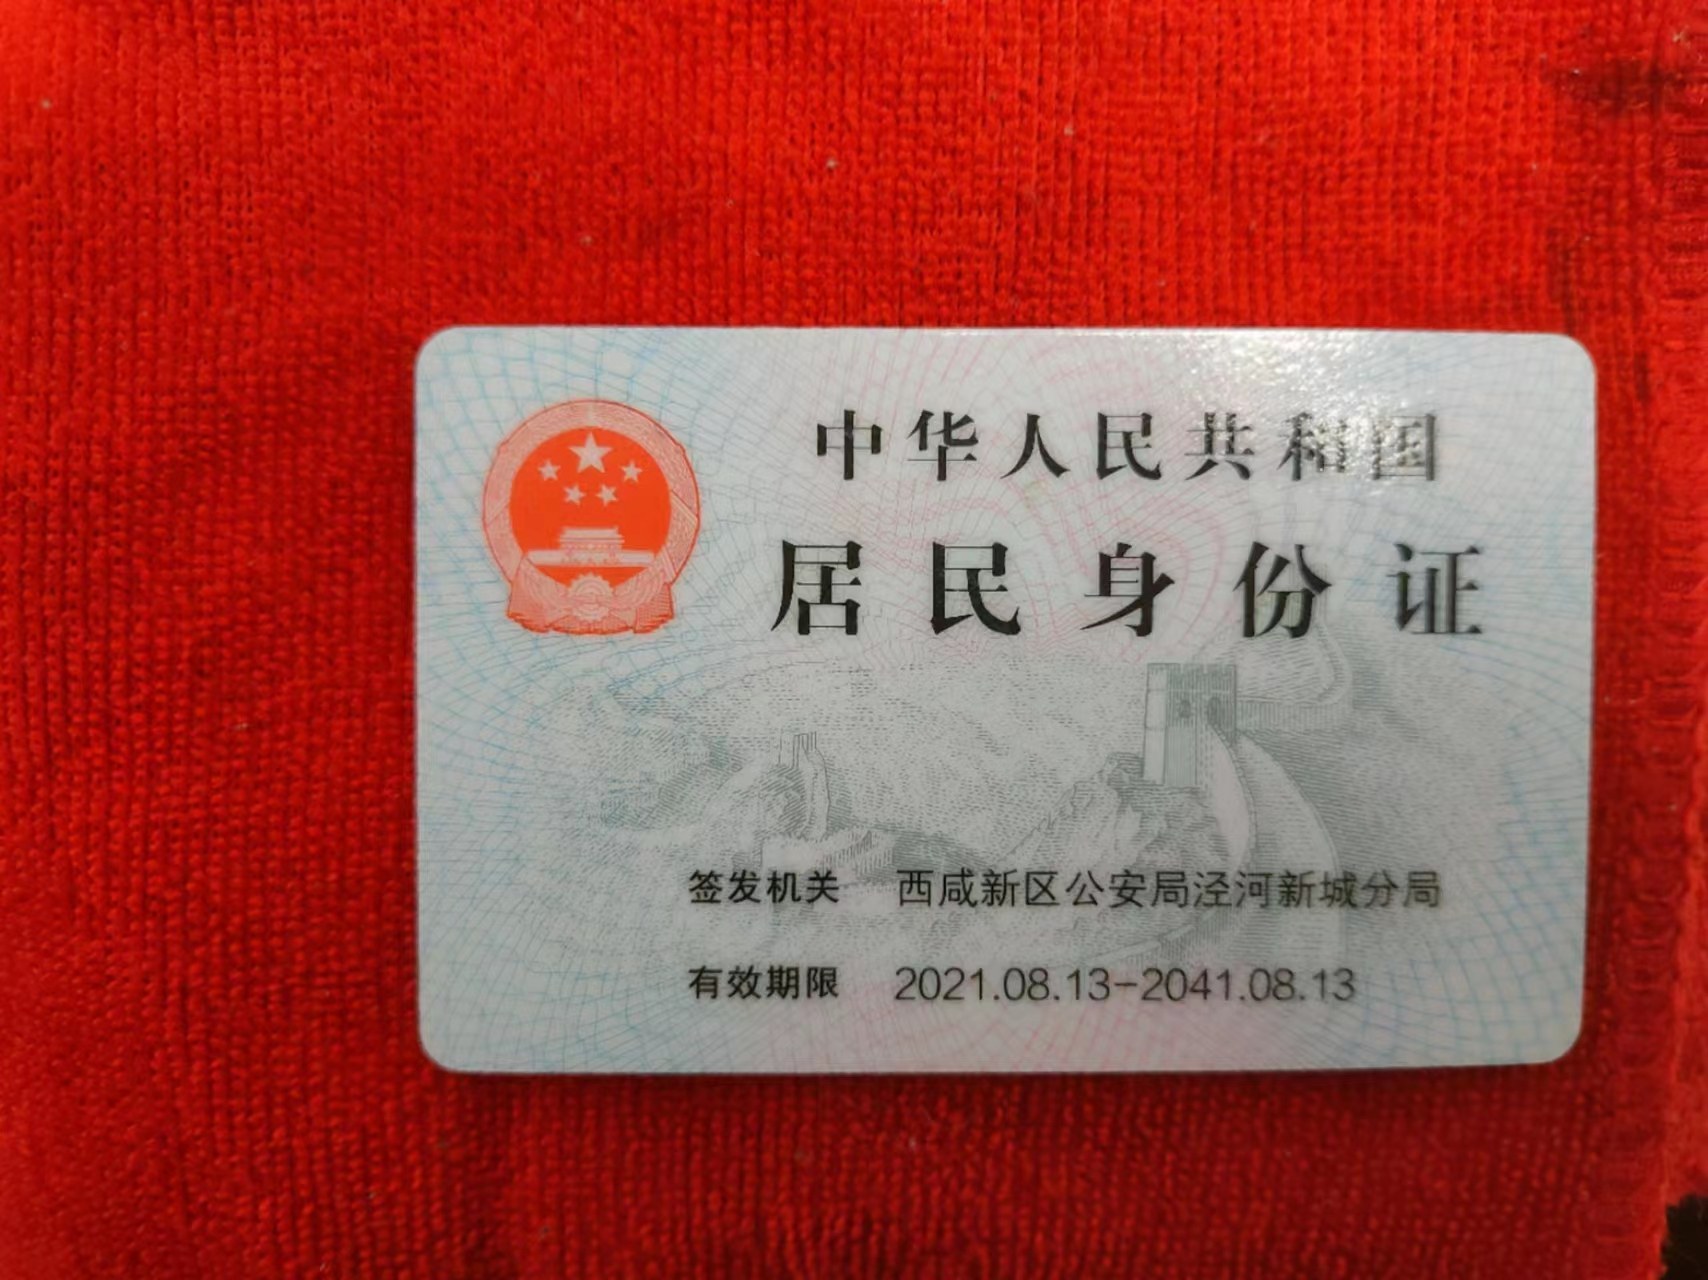 中华人民共和国
居民身份证
签发机关 西咸新区公安局泾河新城分局
有效期限 2021.08.13-2041.08.13